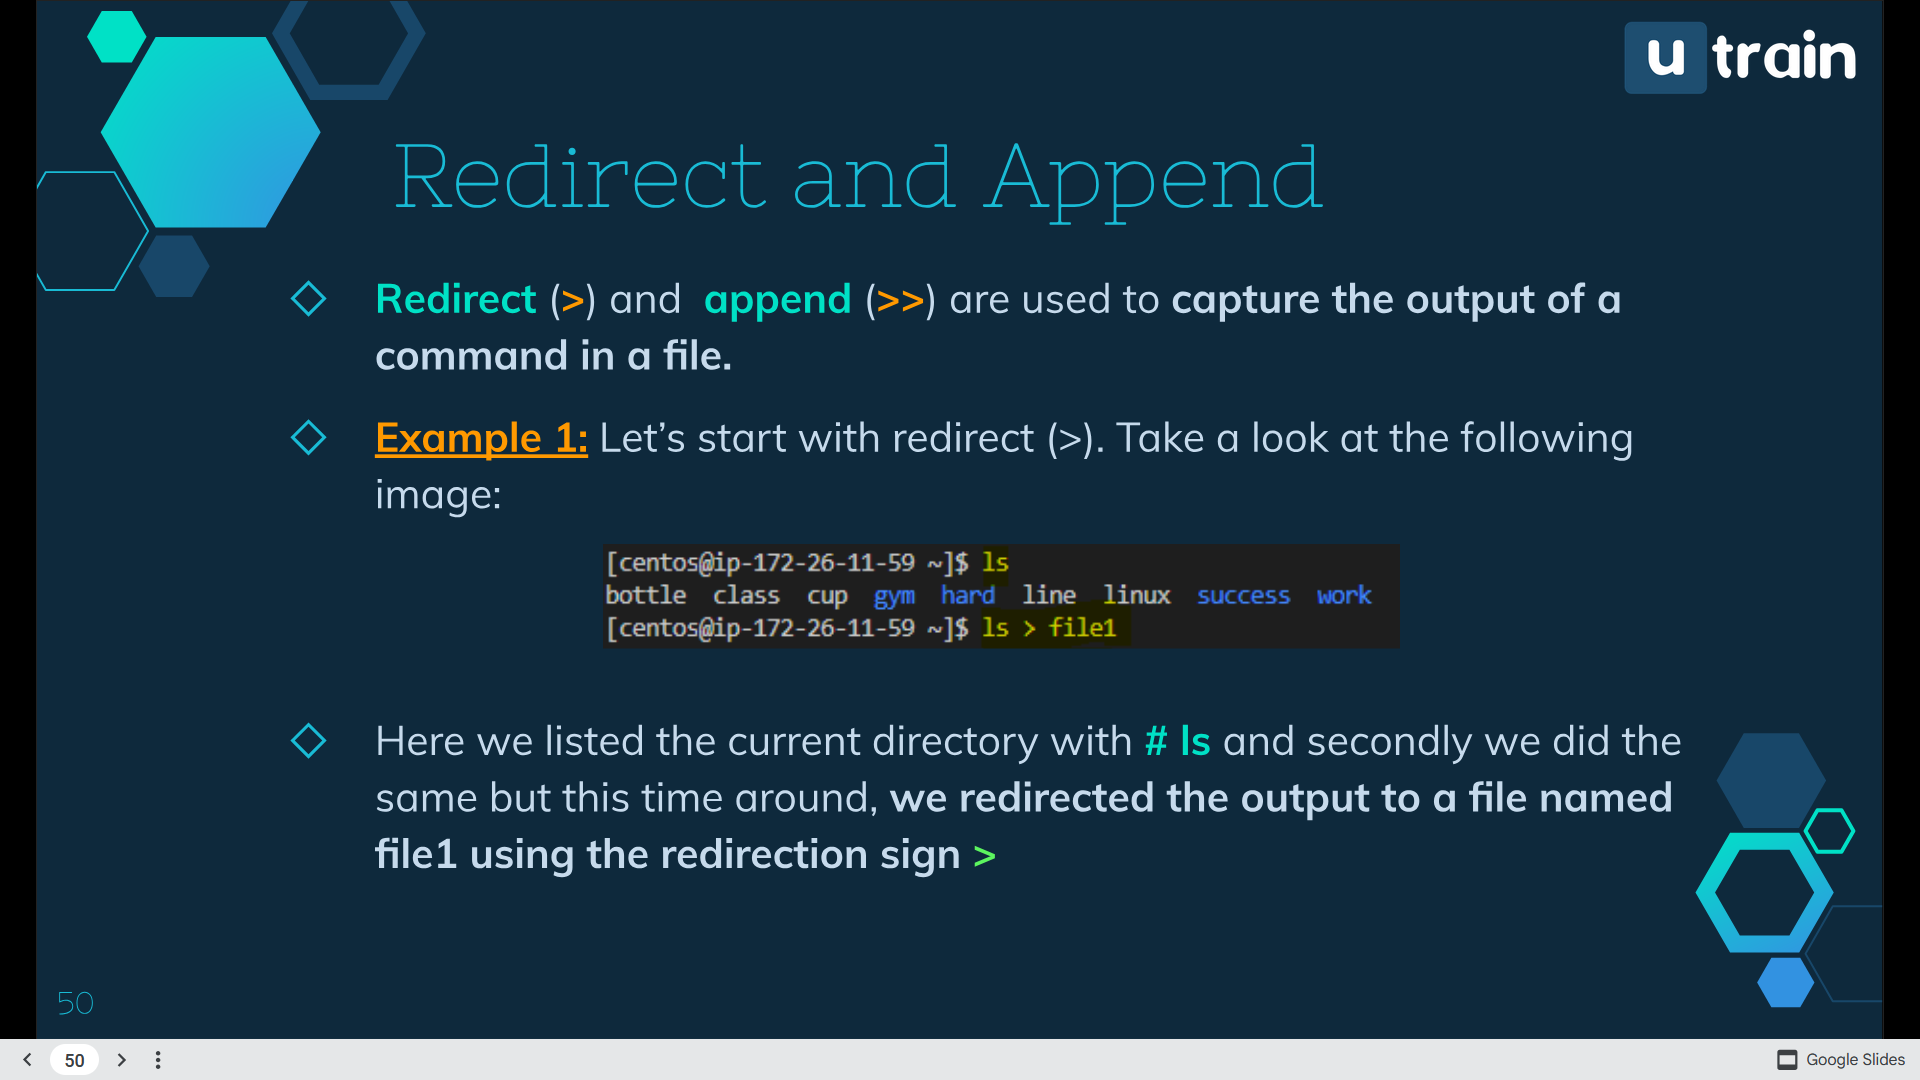 u train
Redirect and Append
Redirect (>) and append (>>) are used to capture the output of a
command in a file.
Example 1: Let’s start with redirect (>). Take a look at the following
image:
[centos@ip-172-26-11-59 ~]$ ls
bottle class cup gym hard line linux success work
[centos@ip-172-26-11-59 ~]$ ls > file1
Here we listed the current directory with # ls and secondly we did the
same but this time around, we redirected the output to a file named
file1 using the redirection sign >
50
50
Google Slides